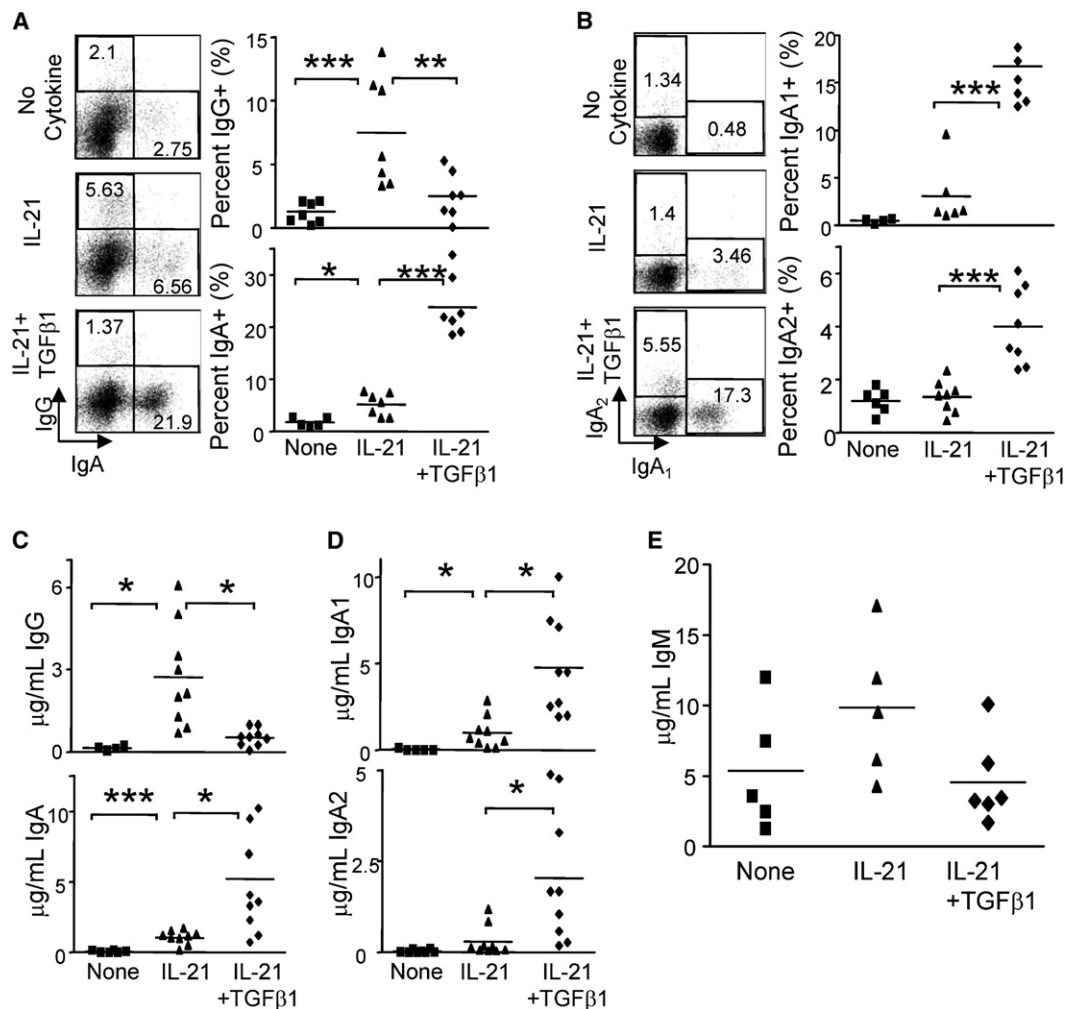 A
No
Cytokine
2.1
2.75
IL-21
5.63
6.56
IL-21+
TGFβ1
1.37
21.9
IgG
IgA
Percent IgG+ (%)
15
10
5
0
*** **
Percent IgA+ (%)
30
20
10
0
* ***
None IL-21 IL-21
+TGFβ1
B
No
Cytokine
1.34
0.48
IL-21
1.4
3.46
IL-21+
TGFβ1
5.55
17.3
IgA2
IgA1
Percent IgA1+ (%)
20
15
10
5
0
***
Percent IgA2+ (%)
6
4
2
0
***
None IL-21 IL-21
+TGFβ1
C
µg/mL IgG
6
3
0
* *
µg/mL IgA
10
5
0
*** *
None IL-21 IL-21
+TGFβ1
D
µg/mL IgA1
10
5
0
* *
µg/mL IgA2
5
2.5
0
*
None IL-21 IL-21
+TGFβ1
E
µg/mL IgM
20
15
10
5
0
None IL-21 IL-21
+TGFβ1